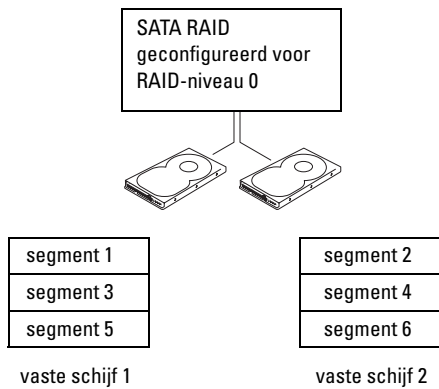 SATA RAID
geconfigureerd voor
RAID-niveau 0
segment 1
segment 3
segment 5
vaste schijf 1
segment 2
segment 4
segment 6
vaste schijf 2